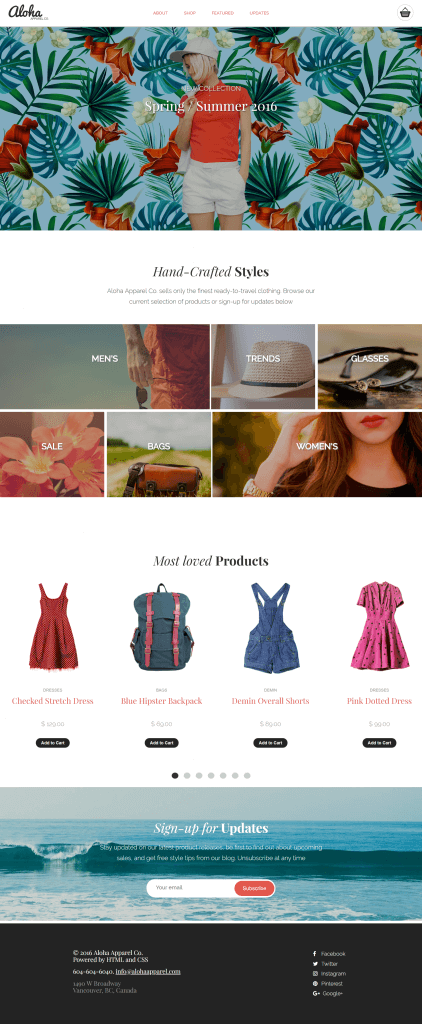 Aloha
APPAREL CO.
ABOUT
SHOP
FEATURED
UPDATES
NEW COLLECTION
Spring / Summer 2016
Hand-Crafted Styles
Aloha Apparel Co. sells only the finest ready-to-travel clothing. Browse our
current selection of products or sign-up for updates below
MEN'S
TRENDS
GLASSES
SALE
BAGS
WOMEN'S
Most loved Products
DRESSES
Checked Stretch Dress
$ 129.00
Add to Cart
BAGS
Blue Hipster Backpack
$ 69.00
Add to Cart
DENIM
Demin Overall Shorts
$ 89.00
Add to Cart
DRESSES
Pink Dotted Dress
$ 99.00
Add to Cart
Sign-up for Updates
Stay updated on our latest product releases, be first to find out about upcoming
sales, and get free style tips from our blog. Unsubscribe at any time
Your email
Subscribe
© 2016 Aloha Apparel Co.
Powered by HTML and CSS
604-604-6040, info@alohaapparel.com
1490 W Broadway
Vancouver, BC, Canada
Facebook
Twitter
Instagram
Pinterest
Google+